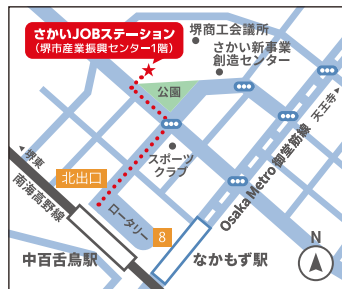 さかいJOBステーション
(堺市産業振興センター1階)
堺商工会議所
さかい新事業
創造センター
公園
天王寺
スポーツ
クラブ
Osaka Metro 御堂筋線
堺東
南海高野線
北出口
ロータリー
8
中百舌鳥駅
なかもず駅
N